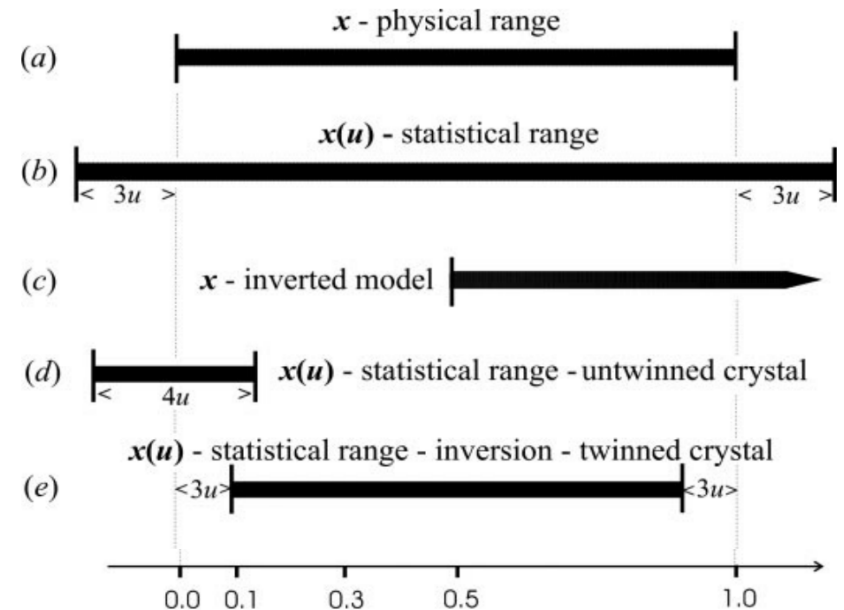 x - physical range
(a)
x(u) - statistical range
(b)
< 3u >
< 3u >
(c) x - inverted model
(d) x(u) - statistical range - untwinned crystal
< 4u >
x(u) - statistical range - inversion - twinned crystal
(e) <3u> <3u>
0.0 0.1 0.3 0.5 1.0